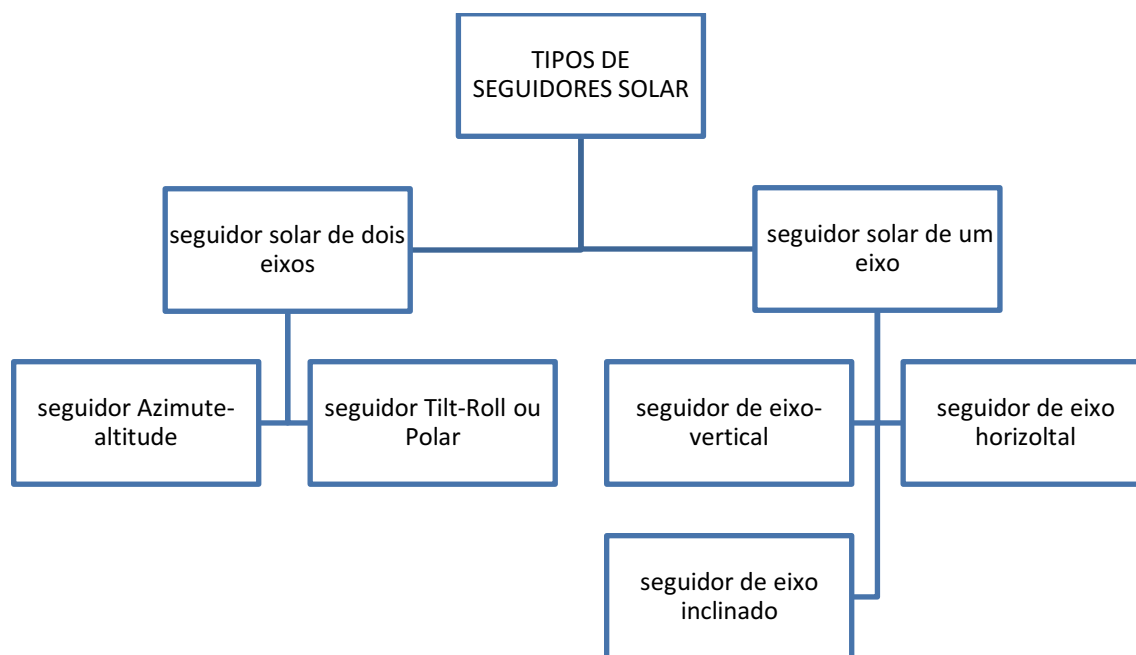 TIPOS DE
SEGUIDORES SOLAR
seguidor solar de dois
eixos
seguidor solar de um
eixo
seguidor Azimute-
altitude
seguidor Tilt-Roll ou
Polar
seguidor de eixo-
vertical
seguidor de eixo
horizoltal
seguidor de eixo
inclinado